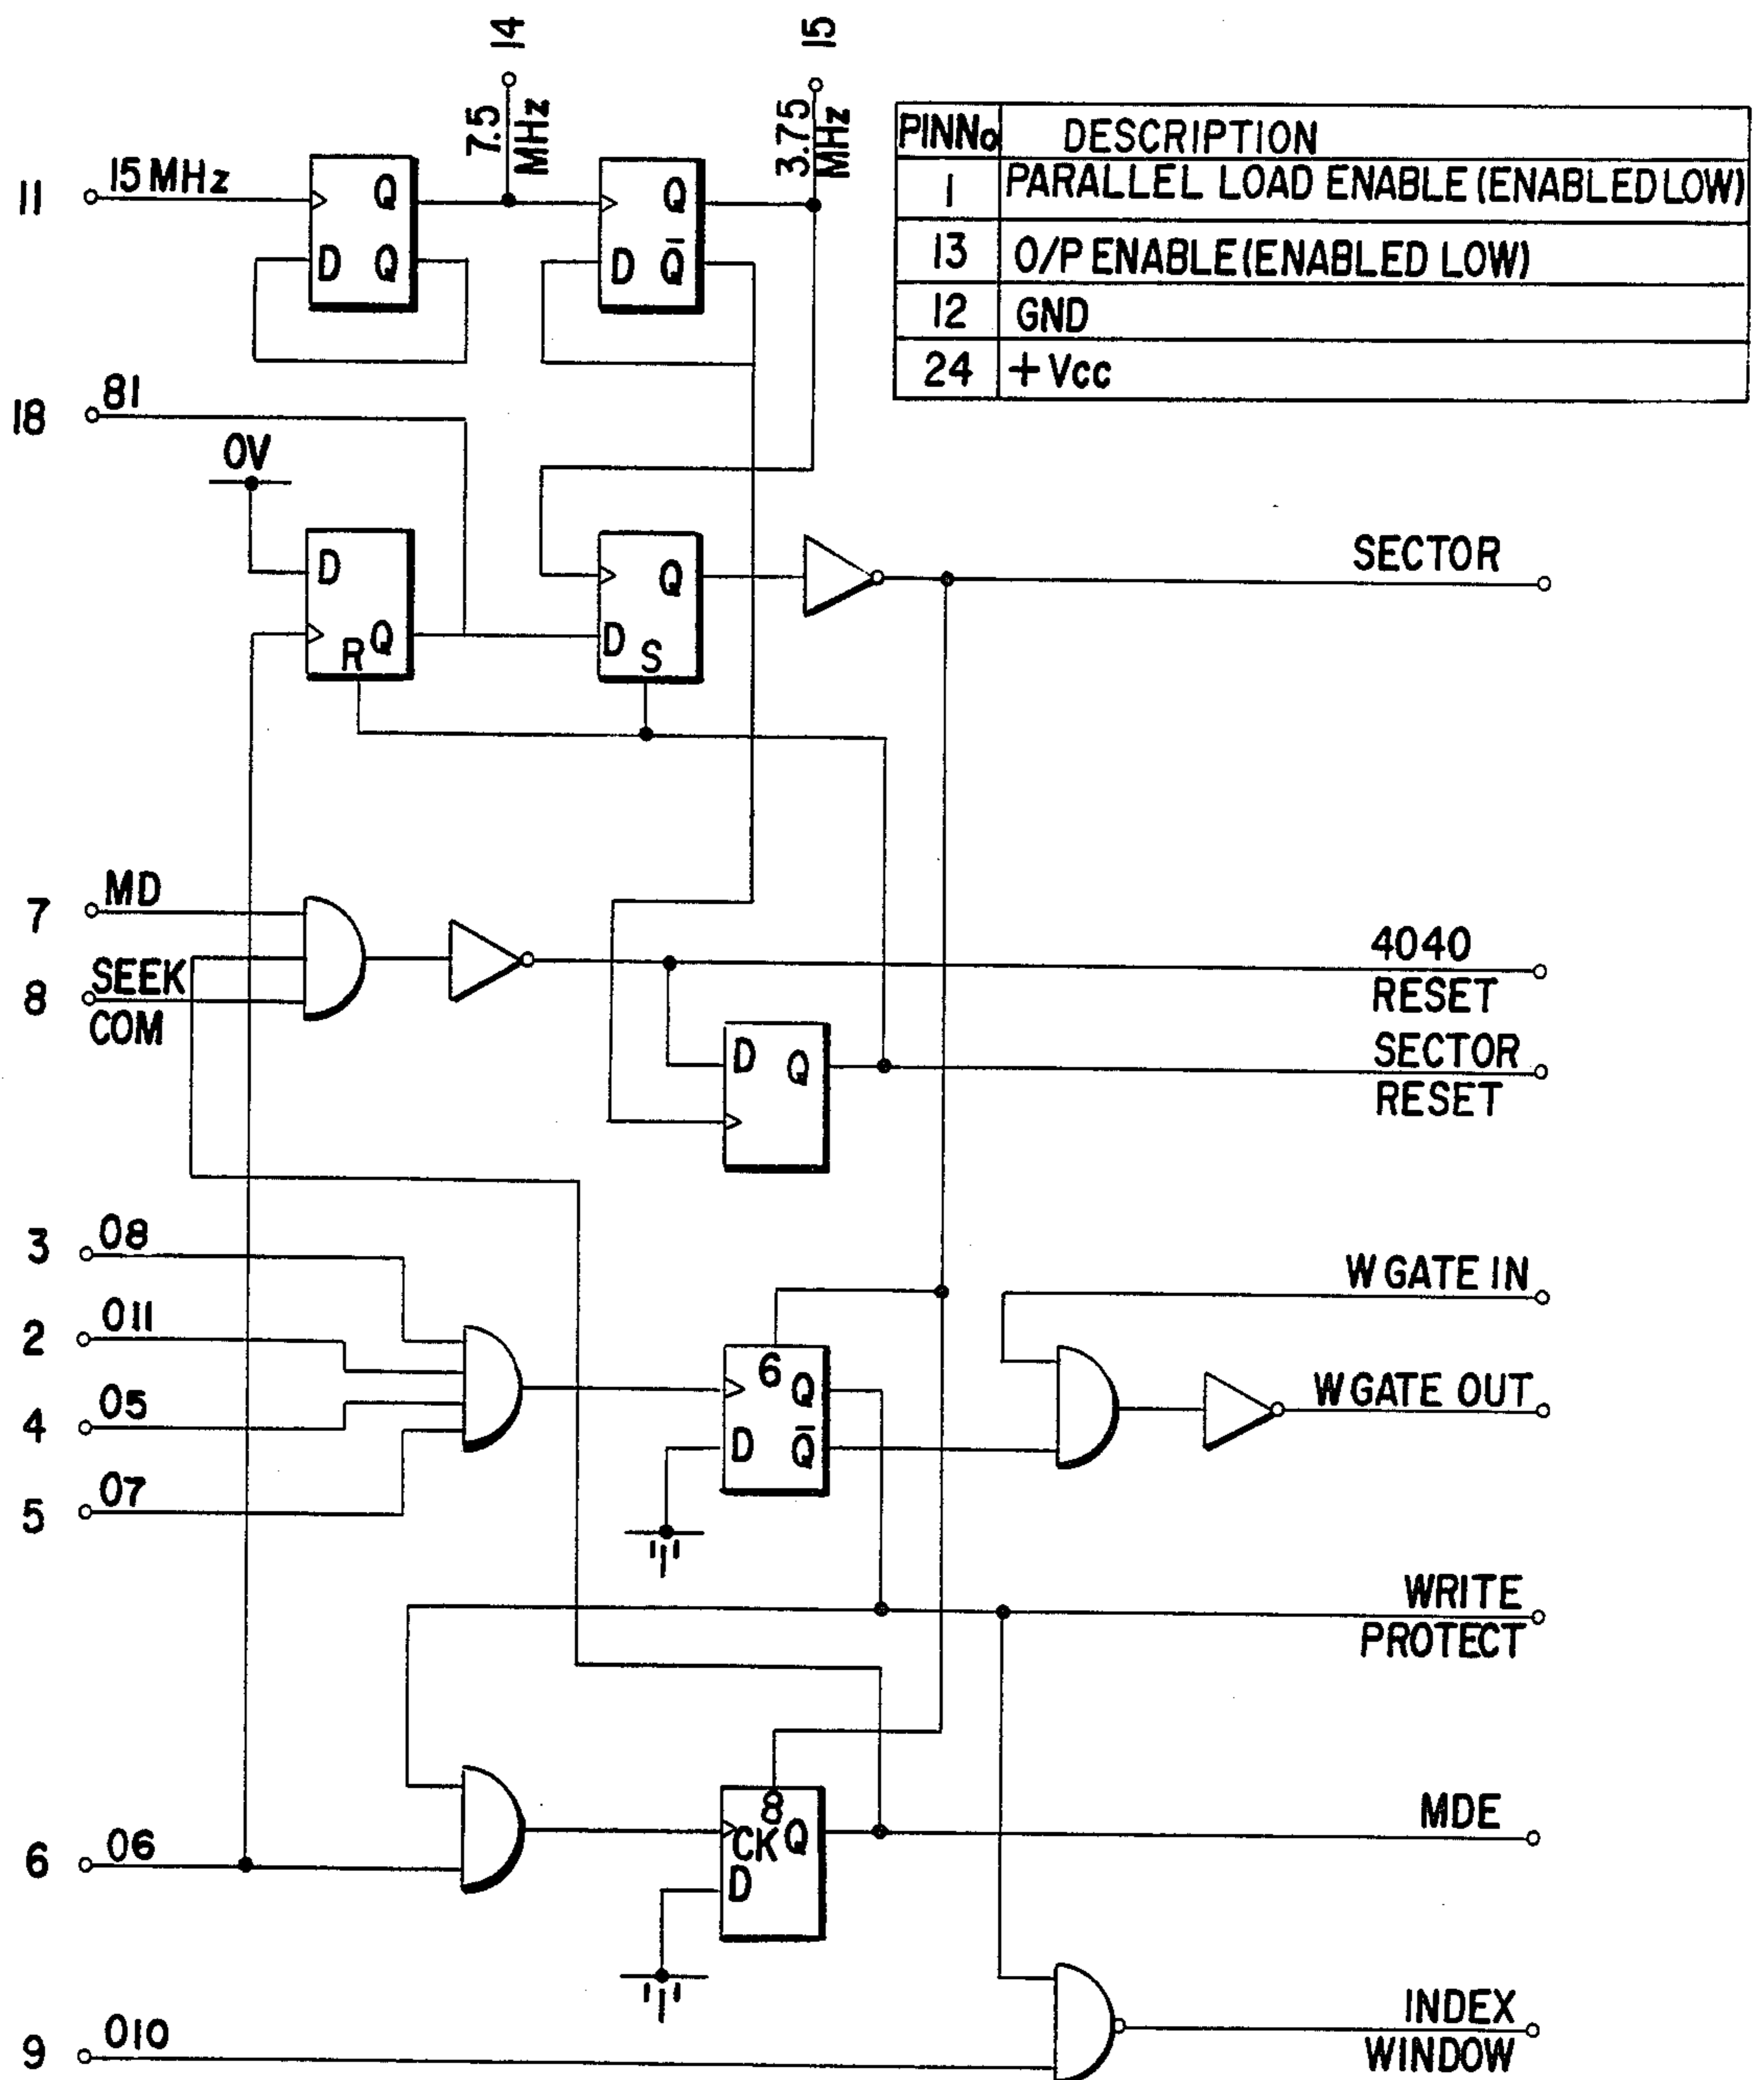 14
15
7.5
MHz
3.75
MHz
PINNo DESCRIPTION
1 PARALLEL LOAD ENABLE (ENABLED LOW)
13 O/P ENABLE (ENABLED LOW)
12 GND
24 +Vcc
11 15 MHz
Q
D Q
Q
D Q̅
18 81
0V
D
R Q
Q
D S
SECTOR
7 MD
8 SEEK
COM
4040
RESET
D Q
SECTOR
RESET
3 08
2 011
4 05
5 07
6 Q
D Q̅
"1"
W GATE IN
W GATE OUT
WRITE
PROTECT
6 06
8
CK Q
D
"1"
MDE
9 010
INDEX
WINDOW